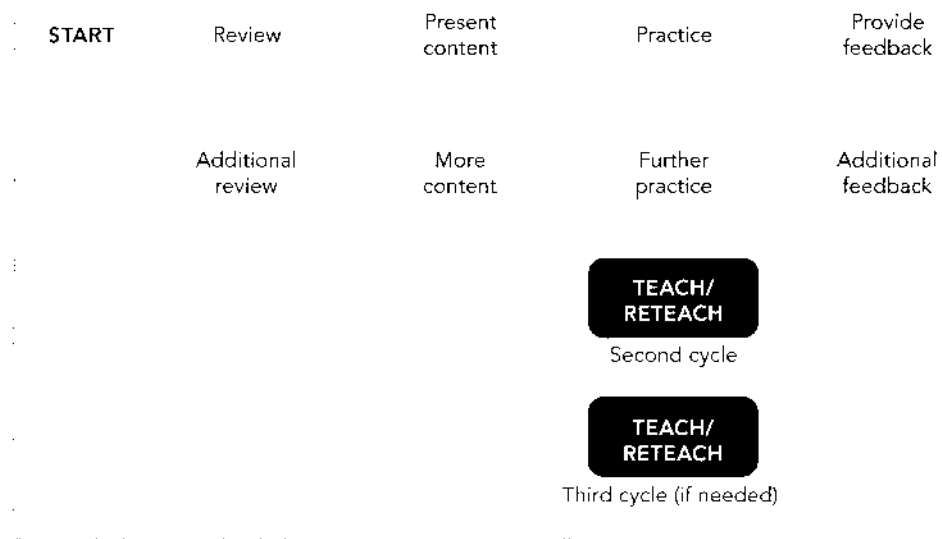 START
Review
Present
content
Practice
Provide
feedback
Additional
review
More
content
Further
practice
Additional
feedback
TEACH/
RETEACH
Second cycle
TEACH/
RETEACH
Third cycle (if needed)